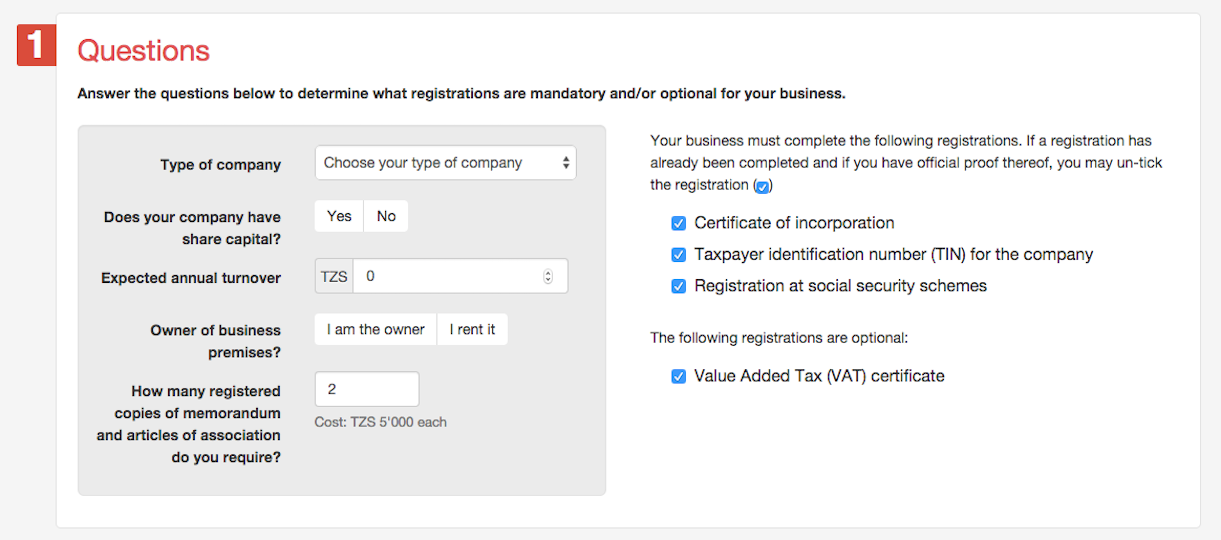 1
Questions
Answer the questions below to determine what registrations are mandatory and/or optional for your business.
Type of company
Choose your type of company
Does your company have
share capital?
Yes No
Expected annual turnover
TZS 0
Owner of business
premises?
I am the owner I rent it
How many registered
copies of memorandum
and articles of association
do you require?
2
Cost: TZS 5'000 each
Your business must complete the following registrations. If a registration has
already been completed and if you have official proof thereof, you may un-tick
the registration (☑)
Certificate of incorporation
Taxpayer identification number (TIN) for the company
Registration at social security schemes
The following registrations are optional:
Value Added Tax (VAT) certificate